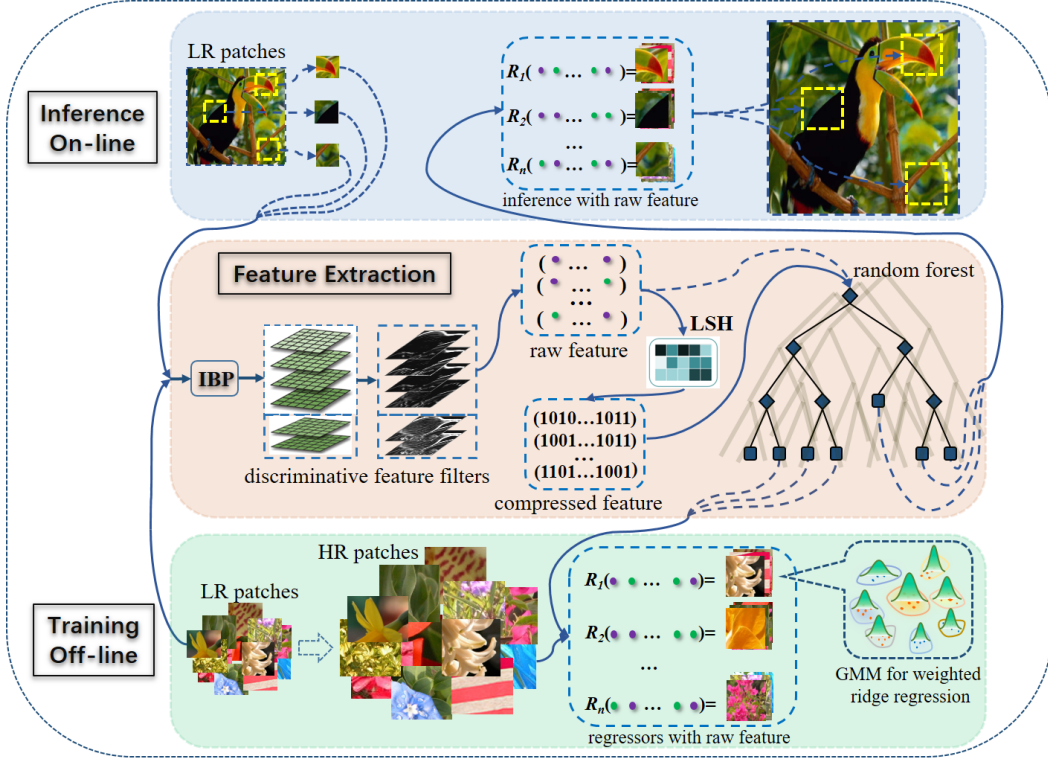 LR patches
Inference
On-line
R1( ... )=
R2( ... )=
...
Rn( ... )=
inference with raw feature
Feature Extraction
( ... )
( ... )
...
( ... )
raw feature
random forest
LSH
IBP
discriminative feature filters
(1010...1011)
(1001...1011)
...
(1101...1001)
compressed feature
HR patches
LR patches
Training
Off-line
R1( ... )=
R2( ... )=
...
Rn( ... )=
regressors with raw feature
GMM for weighted
ridge regression